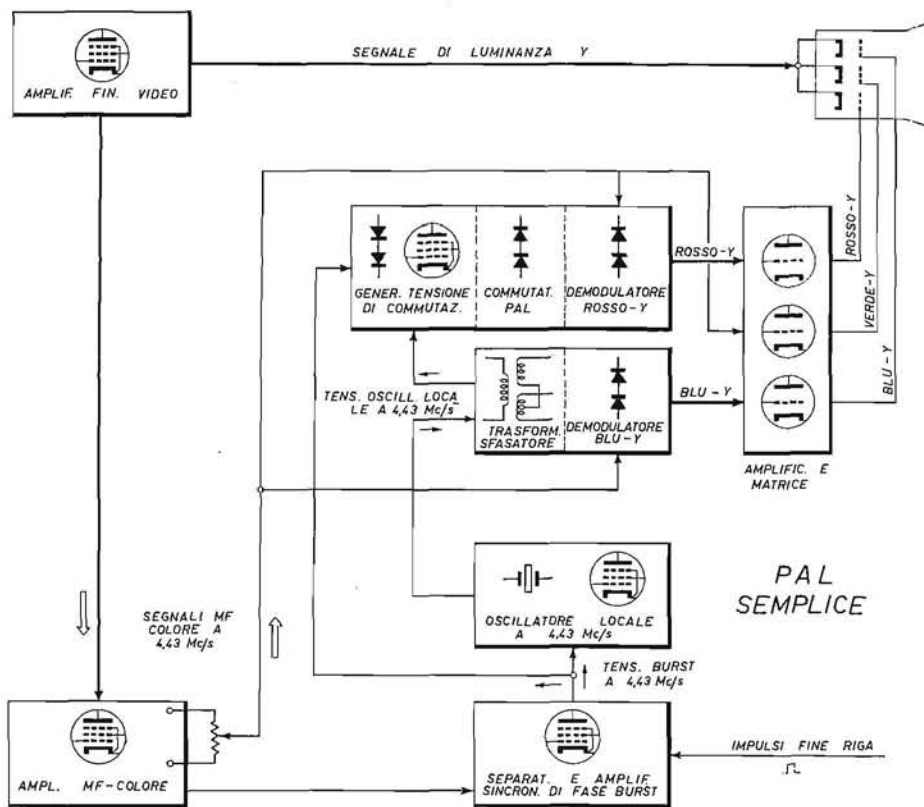 SEGNALE DI LUMINANZA Y
AMPLIF. FIN. VIDEO
ROSSO-Y
VERDE-Y
BLU-Y
GENER. TENSIONE
DI COMMUTAZ.
COMMUTAT.
PAL
DEMODULATORE
ROSSO-Y
ROSSO-Y
TENS. OSCILL. LOCA
LE A 4,43 Mc/s
TRASFORM.
SFASATORE
DEMODULATORE
BLU-Y
BLU-Y
AMPLIFIC. E
MATRICE
PAL
SEMPLICE
OSCILLATORE LOCALE
A 4,43 Mc/s
SEGNALI MF
COLORE A
4,43 Mc/s
TENS. BURST
A 4,43 Mc/s
AMPL. MF-COLORE
SEPARAT. E AMPLIF.
SINCRON. DI FASE BURST
IMPULSI FINE RIGA